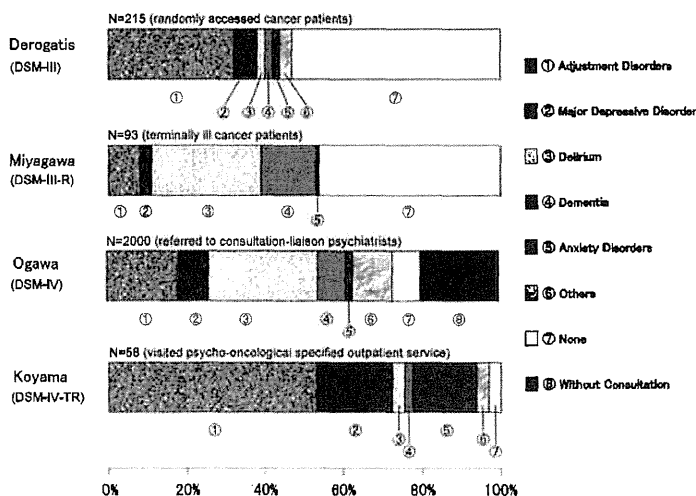 N=215 (randomly accessed cancer patients)
Derogatis
(DSM-III)
① ② ③ ④ ⑤ ⑥ ⑦
N=93 (terminally ill cancer patients)
Miyagawa
(DSM-III-R)
① ② ③ ④ ⑤ ⑦
N=2000 (referred to consultation-liaison psychiatrists)
Ogawa
(DSM-IV)
① ② ③ ④ ⑤ ⑥ ⑦ ⑧
N=58 (visited psycho-oncological specified outpatient service)
Koyama
(DSM-IV-TR)
① ② ③ ④ ⑤ ⑥ ⑦
0% 20% 40% 60% 80% 100%
① Adjustment Disorders
② Major Depressive Disorder
③ Delirium
④ Dementia
⑤ Anxiety Disorders
⑥ Others
⑦ None
⑧ Without Consultation